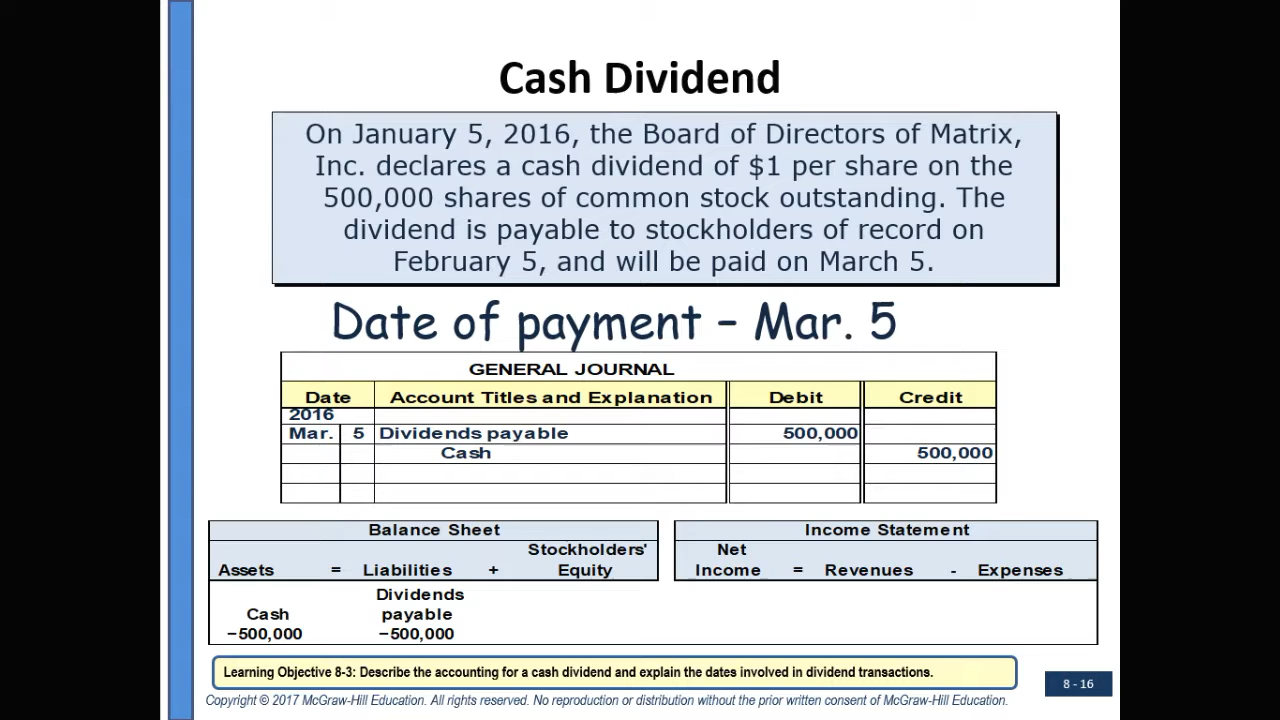 Cash Dividend
On January 5, 2016, the Board of Directors of Matrix,
Inc. declares a cash dividend of $1 per share on the
500,000 shares of common stock outstanding. The
dividend is payable to stockholders of record on
February 5, and will be paid on March 5.
Date of payment – Mar. 5
GENERAL JOURNAL
Date Account Titles and Explanation Debit Credit
2016
Mar. 5 Dividends payable 500,000
Cash 500,000
Balance Sheet
Assets = Liabilities + Stockholders'
Equity
Income Statement
Net
Income = Revenues - Expenses
Cash
−500,000
Dividends
payable
−500,000
Learning Objective 8-3: Describe the accounting for a cash dividend and explain the dates involved in dividend transactions.
Copyright © 2017 McGraw-Hill Education. All rights reserved. No reproduction or distribution without the prior written consent of McGraw-Hill Education.
8 - 16